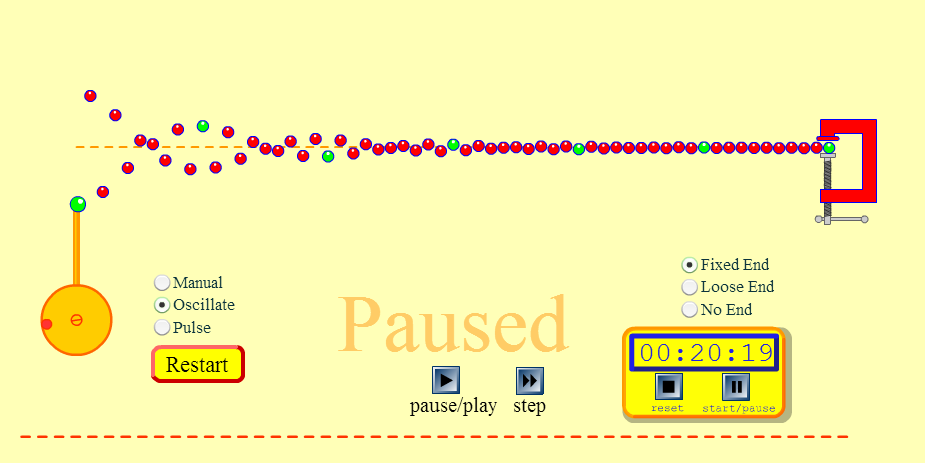 Manual
Oscillate
Pulse
Restart
Paused
pause/play
step
Fixed End
Loose End
No End
00:20:19
reset
start/pause